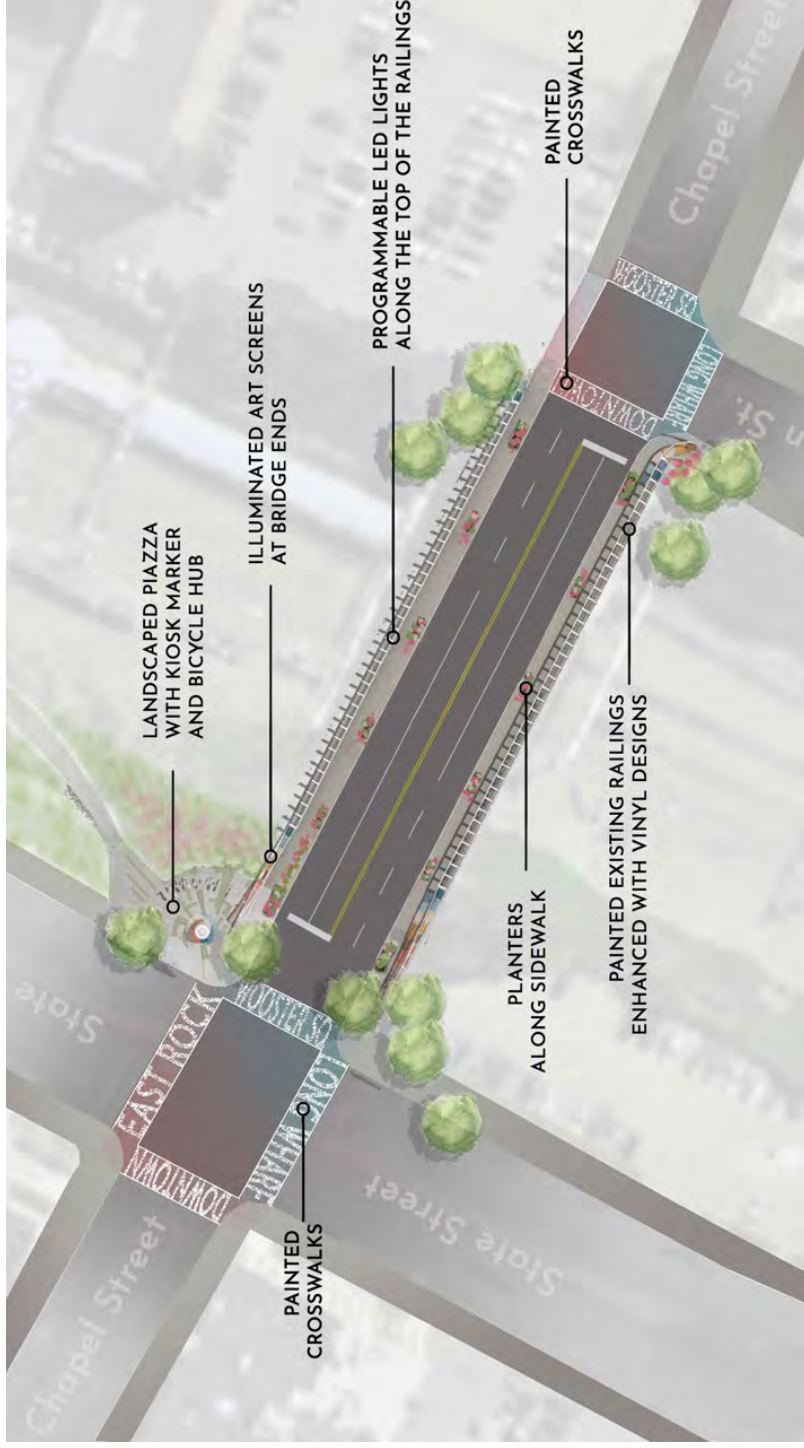 LANDSCAPED PIAZZA
WITH KIOSK MARKER
AND BICYCLE HUB
ILLUMINATED ART SCREENS
AT BRIDGE ENDS
PROGRAMMABLE LED LIGHTS
ALONG THE TOP OF THE RAILINGS
PAINTED
CROSSWALKS
State
Chapel Street
EAST ROCK
DOWNTOWN
WOOSTER SQ
LONG WHARF
DOWNTOWN
WOOSTER SQ
LONG WHARF
Chapel Street
St.
State Street
PAINTED
CROSSWALKS
PLANTERS
ALONG SIDEWALK
PAINTED EXISTING RAILINGS
ENHANCED WITH VINYL DESIGNS